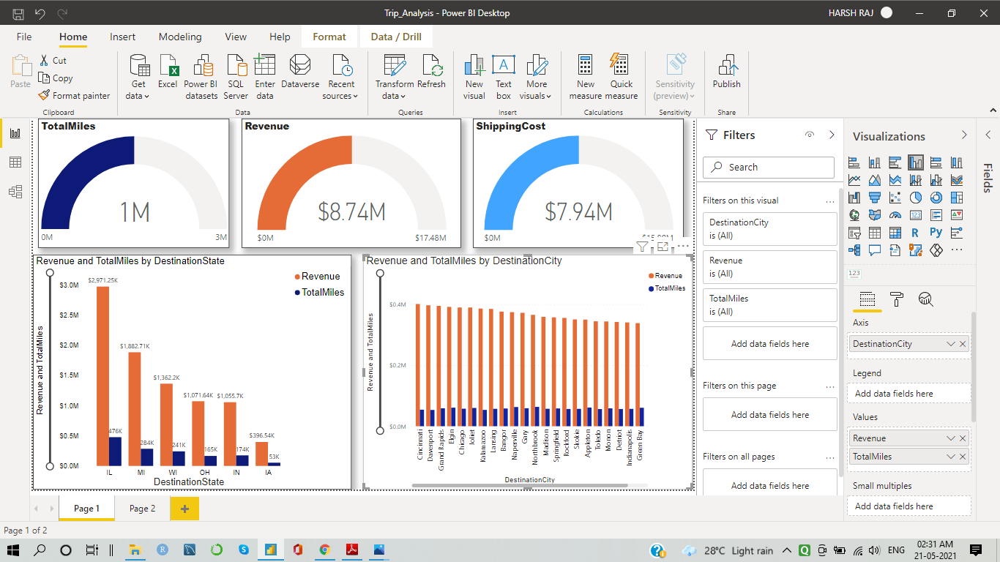 Trip_Analysis - Power BI Desktop
HARSH RAJ
File Home Insert Modeling View Help Format Data / Drill
Paste
Cut
Copy
Format painter
Clipboard
Get data
Excel
Power BI datasets
SQL Server
Enter data
Dataverse
Recent sources
Data
Transform data
Refresh
Queries
New visual
Text box
More visuals
Insert
New measure
Quick measure
Calculations
Sensitivity (preview)
Sensitivity
Publish
Share
TotalMiles
1M
0M
3M
Revenue
$8.74M
$0M
$17.48M
ShippingCost
$7.94M
$0M
Revenue and TotalMiles by DestinationState
Revenue
TotalMiles
Revenue and TotalMiles
$3.0M
$2.5M
$2.0M
$1.5M
$1.0M
$0.5M
$0.0M
$2,971.25K
$1,882.71K
$1,362.2K
$1,071.64K
$1,055.7K
$396.54K
476K
284K
241K
165K
174K
53K
IL MI WI OH IN IA
DestinationState
Revenue and TotalMiles by DestinationCity
Revenue
TotalMiles
Revenue and TotalMiles
$0.4M
$0.2M
$0.0M
Cincinnati
Davenport
Grand Rapids
Elgin
Chicago
Joliet
Kalamazoo
Lansing
Bangor
Naperville
Gary
Northbrook
Madison
Springfield
Rockford
Skokie
Appleton
Toledo
Monon
Detriot
Indianapolis
Green Bay
DestinationCity
Filters
Search
Filters on this visual
DestinationCity
is (All)
Revenue
is (All)
TotalMiles
is (All)
Add data fields here
Filters on this page
Add data fields here
Filters on all pages
Add data fields here
Visualizations
R
Py
123
123
Axis
DestinationCity
Legend
Add data fields here
Values
Revenue
TotalMiles
Small multiples
Add data fields here
Fields
Page 1
Page 2
Page 1 of 2
28°C Light rain
ENG
02:31 AM
21-05-2021